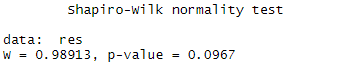 Shapiro-Wilk normality test
data:  res
W = 0.98913, p-value = 0.0967